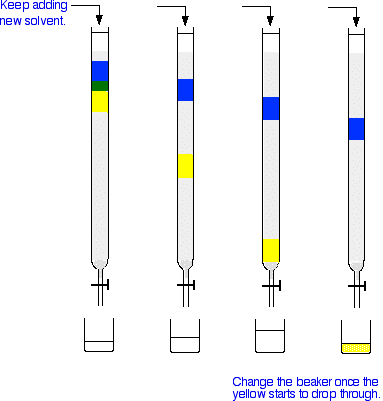 Keep adding
new solvent.
Change the beaker once the
yellow starts to drop through.